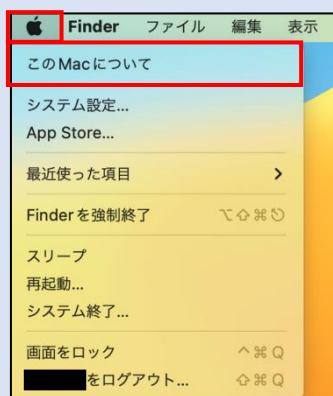 Finder ファイル 編集 表示
このMacについて
システム設定...
App Store...
最近使った項目 >
Finderを強制終了 ⌥⇧⌘⎋
スリープ
再起動...
システム終了...
画面をロック ^⌘Q
をログアウト... ⇧⌘Q